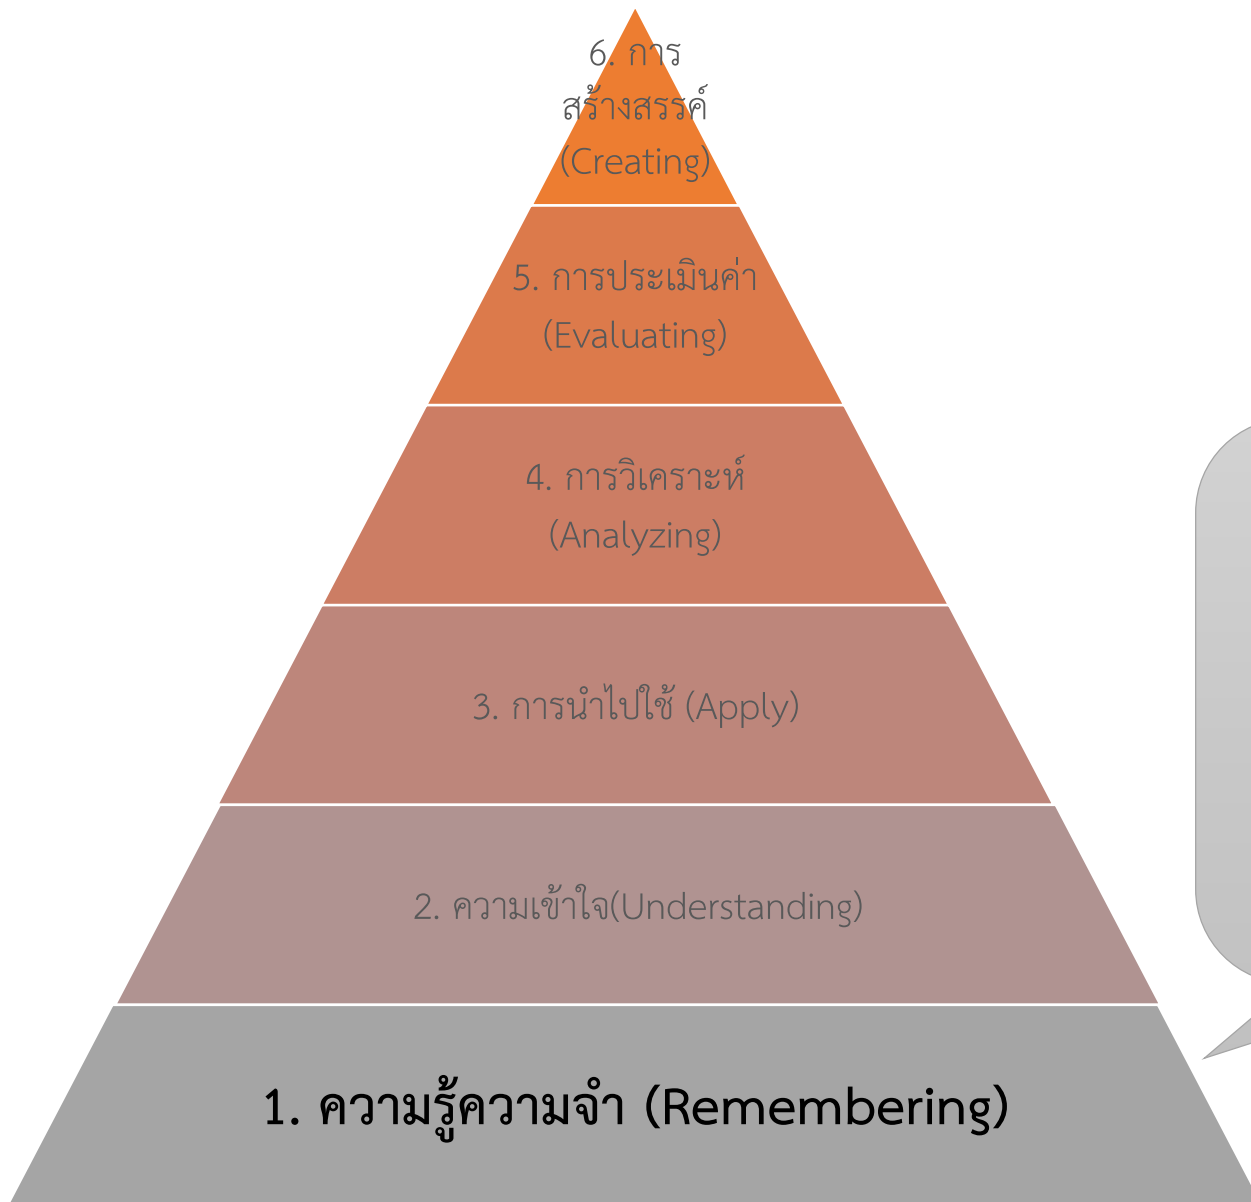 6. การ
สร้างสรรค์
(Creating)
5. การประเมินค่า
(Evaluating)
4. การวิเคราะห์
(Analyzing)
3. การนำไปใช้ (Apply)
2. ความเข้าใจ(Understanding)
1. ความรู้ความจำ (Remembering)